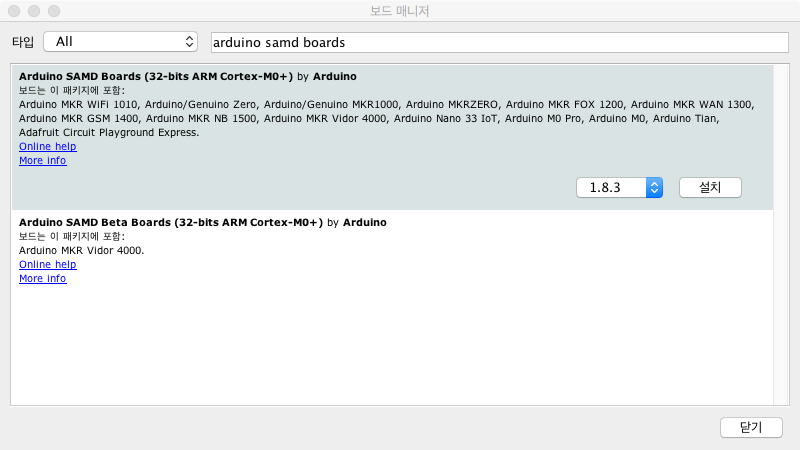 보드 매니저
타입 All arduino samd boards
Arduino SAMD Boards (32-bits ARM Cortex-M0+) by Arduino
보드는 이 패키지에 포함:
Arduino MKR WiFi 1010, Arduino/Genuino Zero, Arduino/Genuino MKR1000, Arduino MKRZERO, Arduino MKR FOX 1200, Arduino MKR WAN 1300,
Arduino MKR GSM 1400, Arduino MKR NB 1500, Arduino MKR Vidor 4000, Arduino Nano 33 IoT, Arduino M0 Pro, Arduino M0, Arduino Tian,
Adafruit Circuit Playground Express.
Online help
More info
1.8.3 설치
Arduino SAMD Beta Boards (32-bits ARM Cortex-M0+) by Arduino
보드는 이 패키지에 포함:
Arduino MKR Vidor 4000.
Online help
More info
닫기